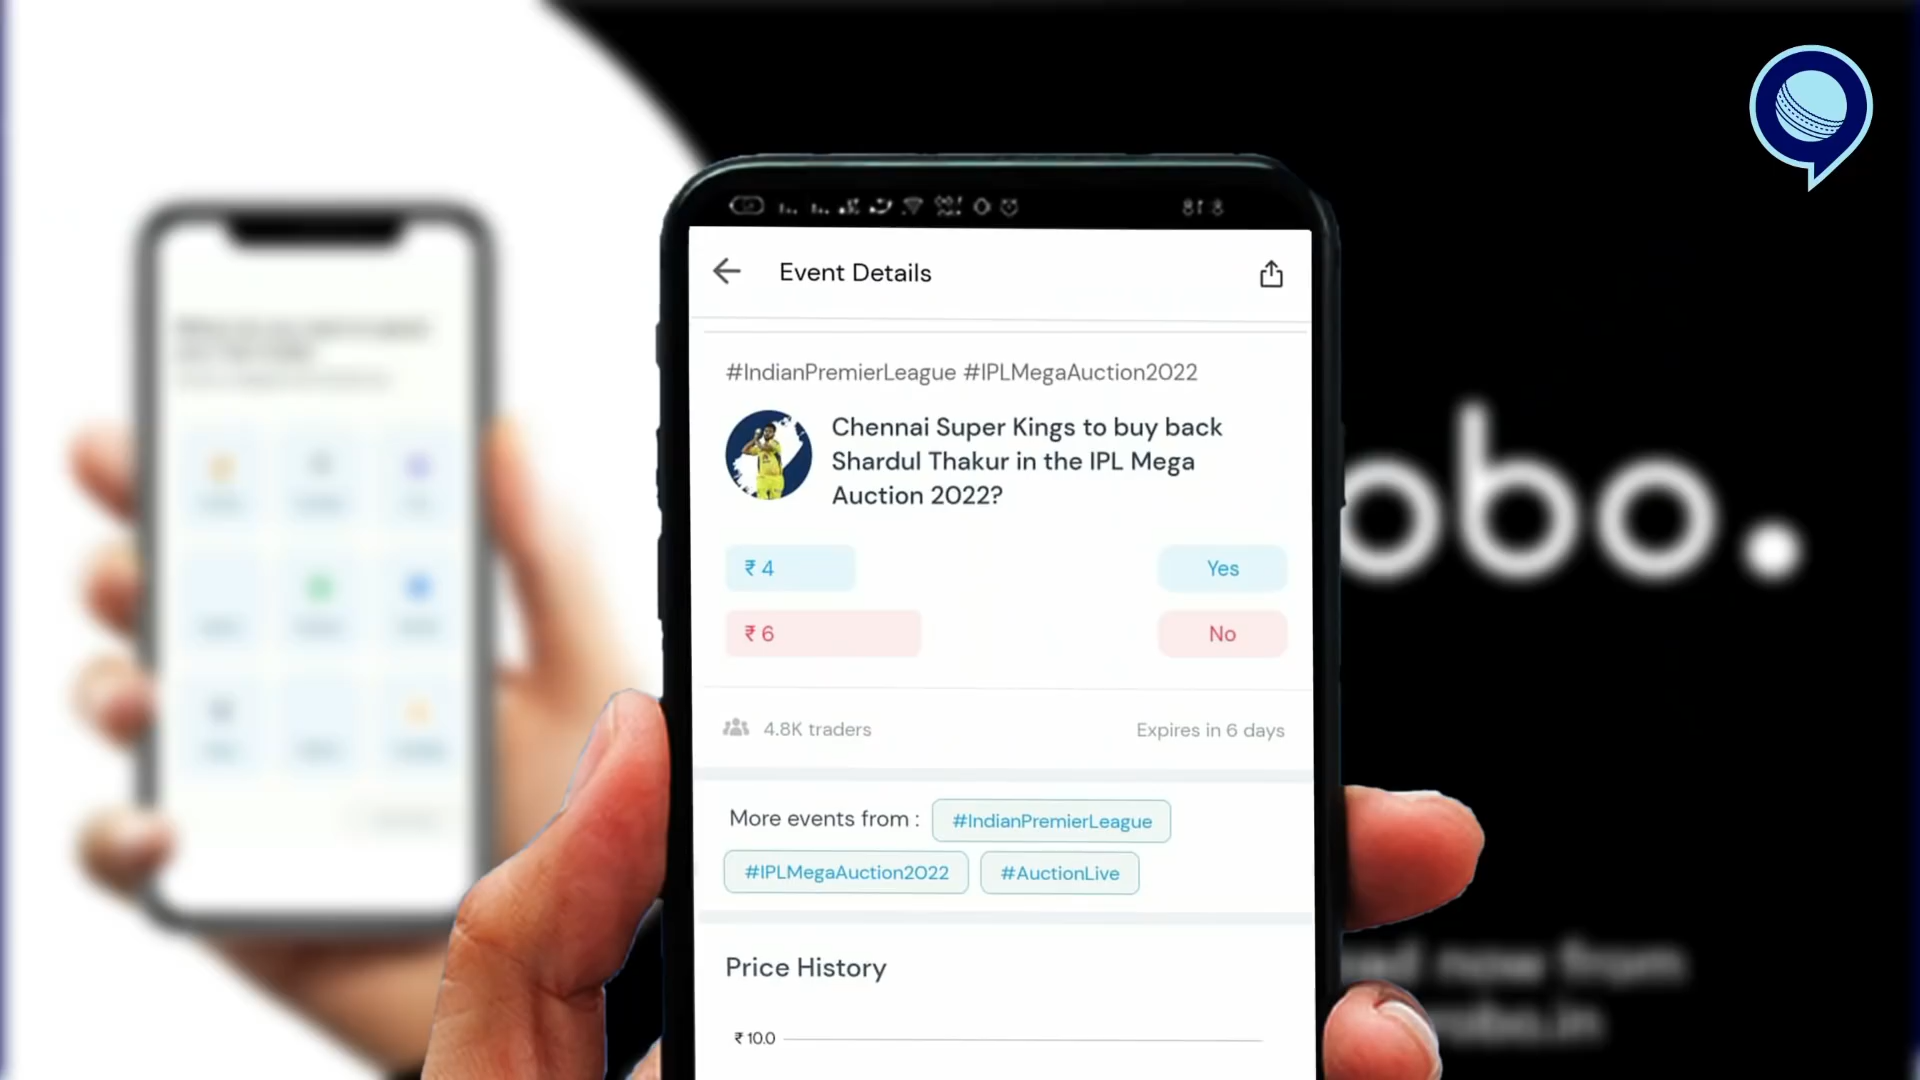 Event Details
#IndianPremierLeague #IPLMegaAuction2022
Chennai Super Kings to buy back
Shardul Thakur in the IPL Mega
Auction 2022?
₹ 4 Yes
₹ 6 No
4.8K traders Expires in 6 days
More events from : #IndianPremierLeague
#IPLMegaAuction2022 #AuctionLive
Price History
₹ 10.0
obo.
now from